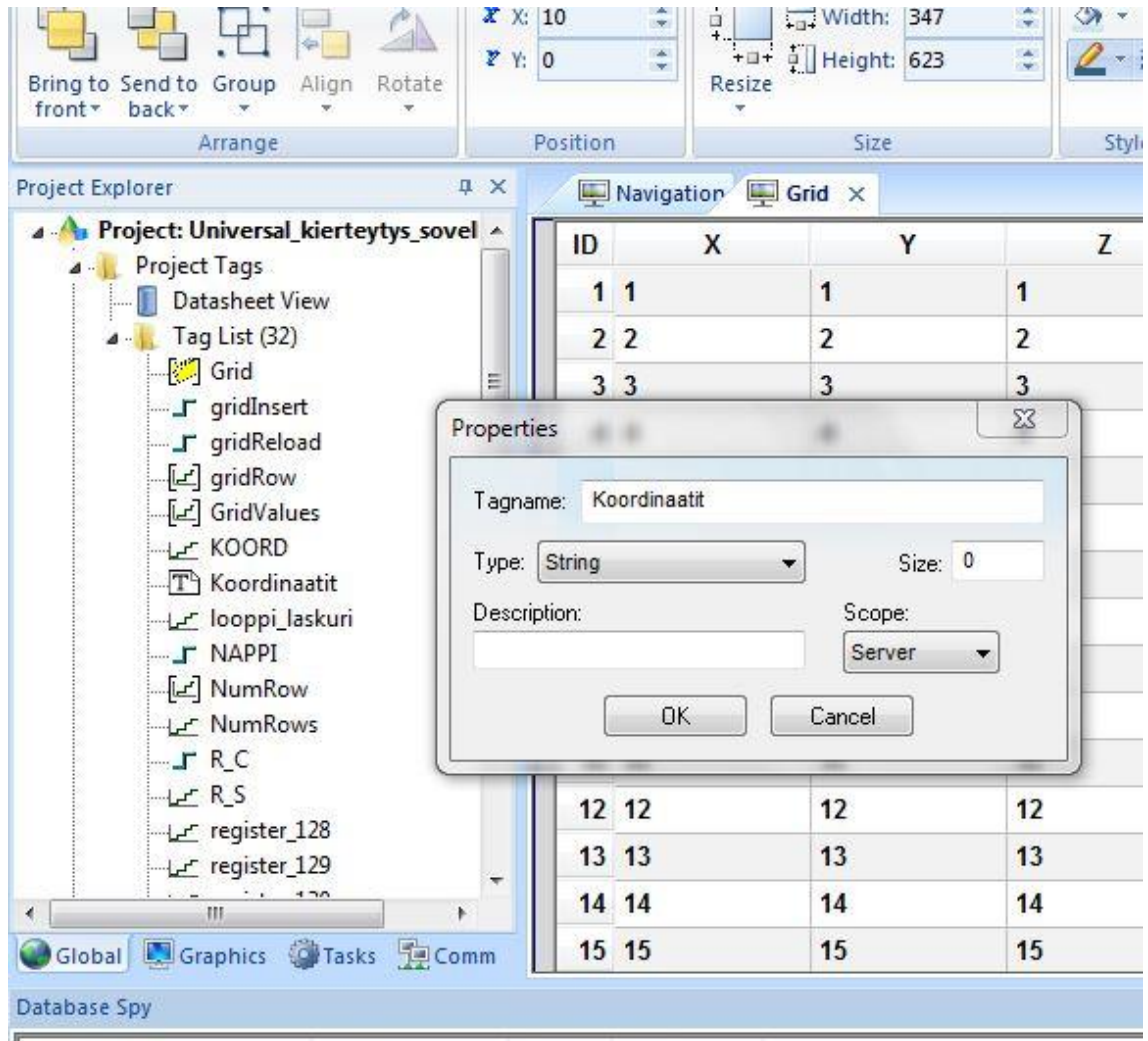 X: 10
Width: 347
Y: 0
Height: 623
Bring to front
Send to back
Group
Align
Rotate
Resize
Arrange
Position
Size
Project Explorer
Navigation
Grid
Project: Universal_kierteytys_sovel
Project Tags
Datasheet View
Tag List (32)
Grid
gridInsert
gridReload
gridRow
GridValues
KOORD
Koordinaatit
looppi_laskuri
NAPPI
NumRow
NumRows
R_C
R_S
register_128
register_129
Global
Graphics
Tasks
Comm
ID X Y Z
1 1 1 1
2 2 2 2
3 3 3 3
12 12 12 12
13 13 13 13
14 14 14 14
15 15 15 15
Properties
Tagname: Koordinaatit
Type: String
Size: 0
Description:
Scope:
Server
OK
Cancel
Database Spy